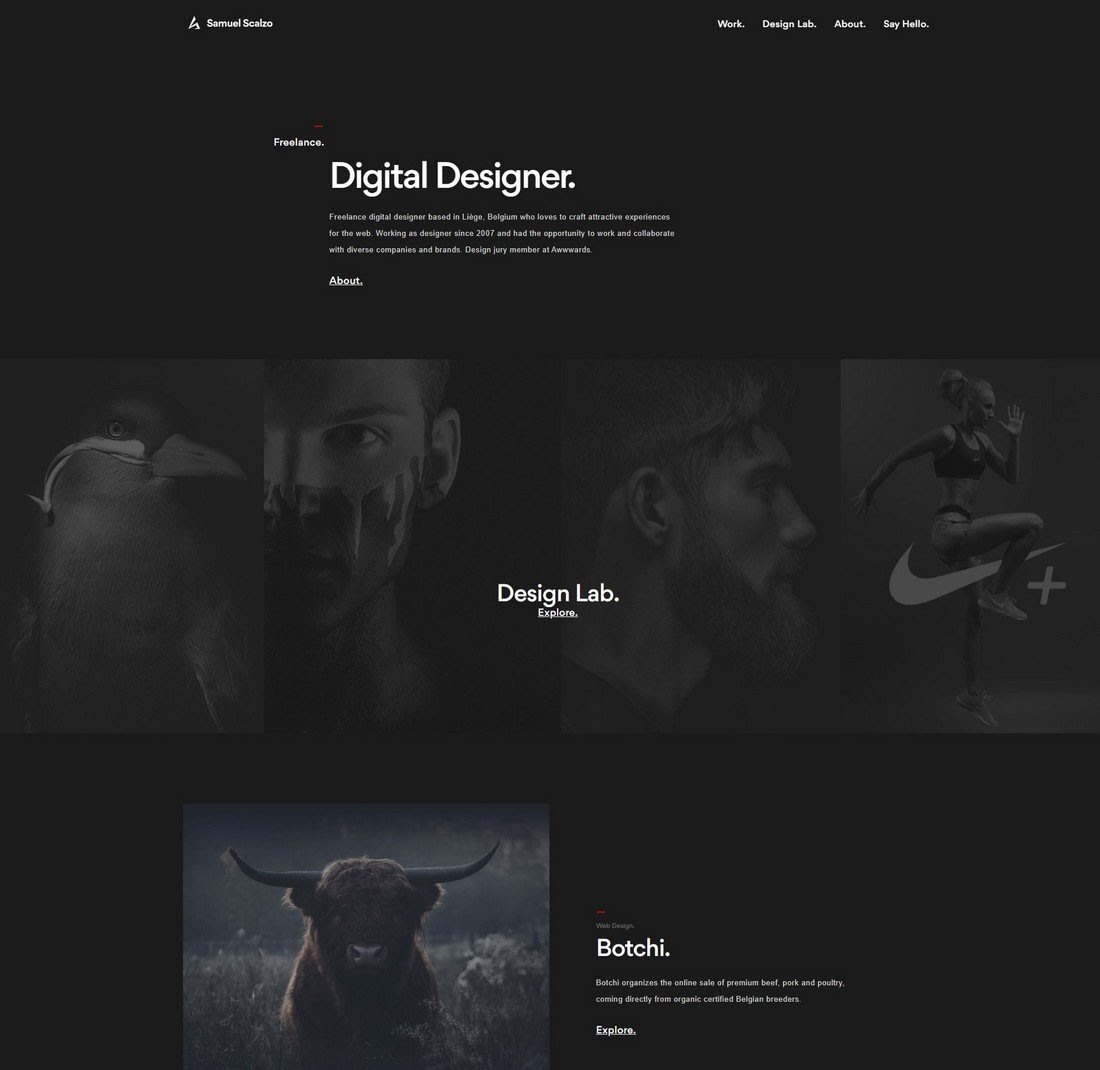 Samuel Scalzo
Work. Design Lab. About. Say Hello.
Freelance.
Digital Designer.
Freelance digital designer based in Liège, Belgium who loves to craft attractive experiences
for the web. Working as designer since 2007 and had the opportunity to work and collaborate
with diverse companies and brands. Design jury member at Awwwards.
About.
Design Lab.
Explore.
Web Design.
Botchi.
Botchi organizes the online sale of premium beef, pork and poultry,
coming directly from organic certified Belgian breeders.
Explore.